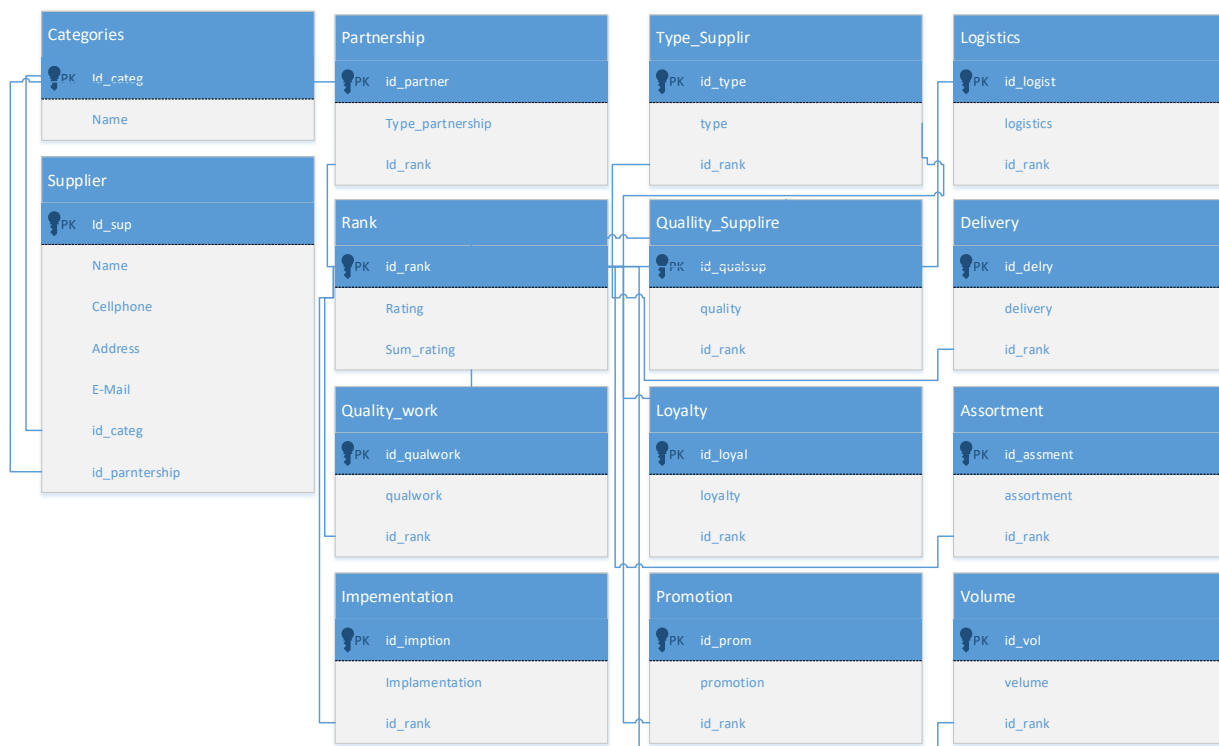 Categories
PK Id_categ
Name
Supplier
PK Id_sup
Name
Cellphone
Address
E-Mail
id_categ
id_parntership
Partnership
PK id_partner
Type_partnership
Id_rank
Rank
PK id_rank
Rating
Sum_rating
Quality_work
PK id_qualwork
qualwork
id_rank
Impementation
PK id_imption
Implamentation
id_rank
Type_Supplir
PK id_type
type
id_rank
Quallity_Supplire
PK id_qualsup
quality
id_rank
Loyalty
PK id_loyal
loyalty
id_rank
Promotion
PK id_prom
promotion
id_rank
Logistics
PK id_logist
logistics
id_rank
Delivery
PK id_delry
delivery
id_rank
Assortment
PK id_assment
assortment
id_rank
Volume
PK id_vol
velume
id_rank